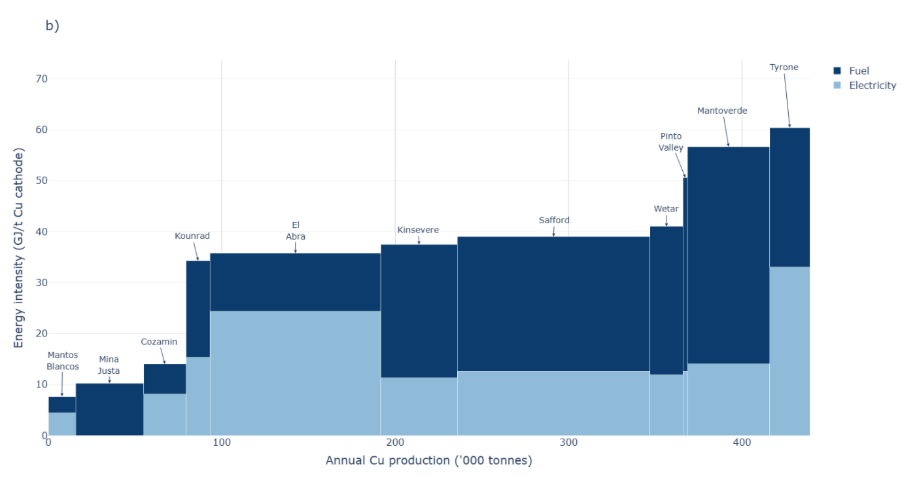 b)
Energy intensity (GJ/t Cu cathode)
70
60
50
40
30
20
10
0
Mantos
Blancos
Mina
Justa
Cozamin
Kounrad
El
Abra
Kinsevere
Safford
Wetar
Pinto
Valley
Mantoverde
Tyrone
Fuel
Electricity
0
100
200
300
400
Annual Cu production ('000 tonnes)